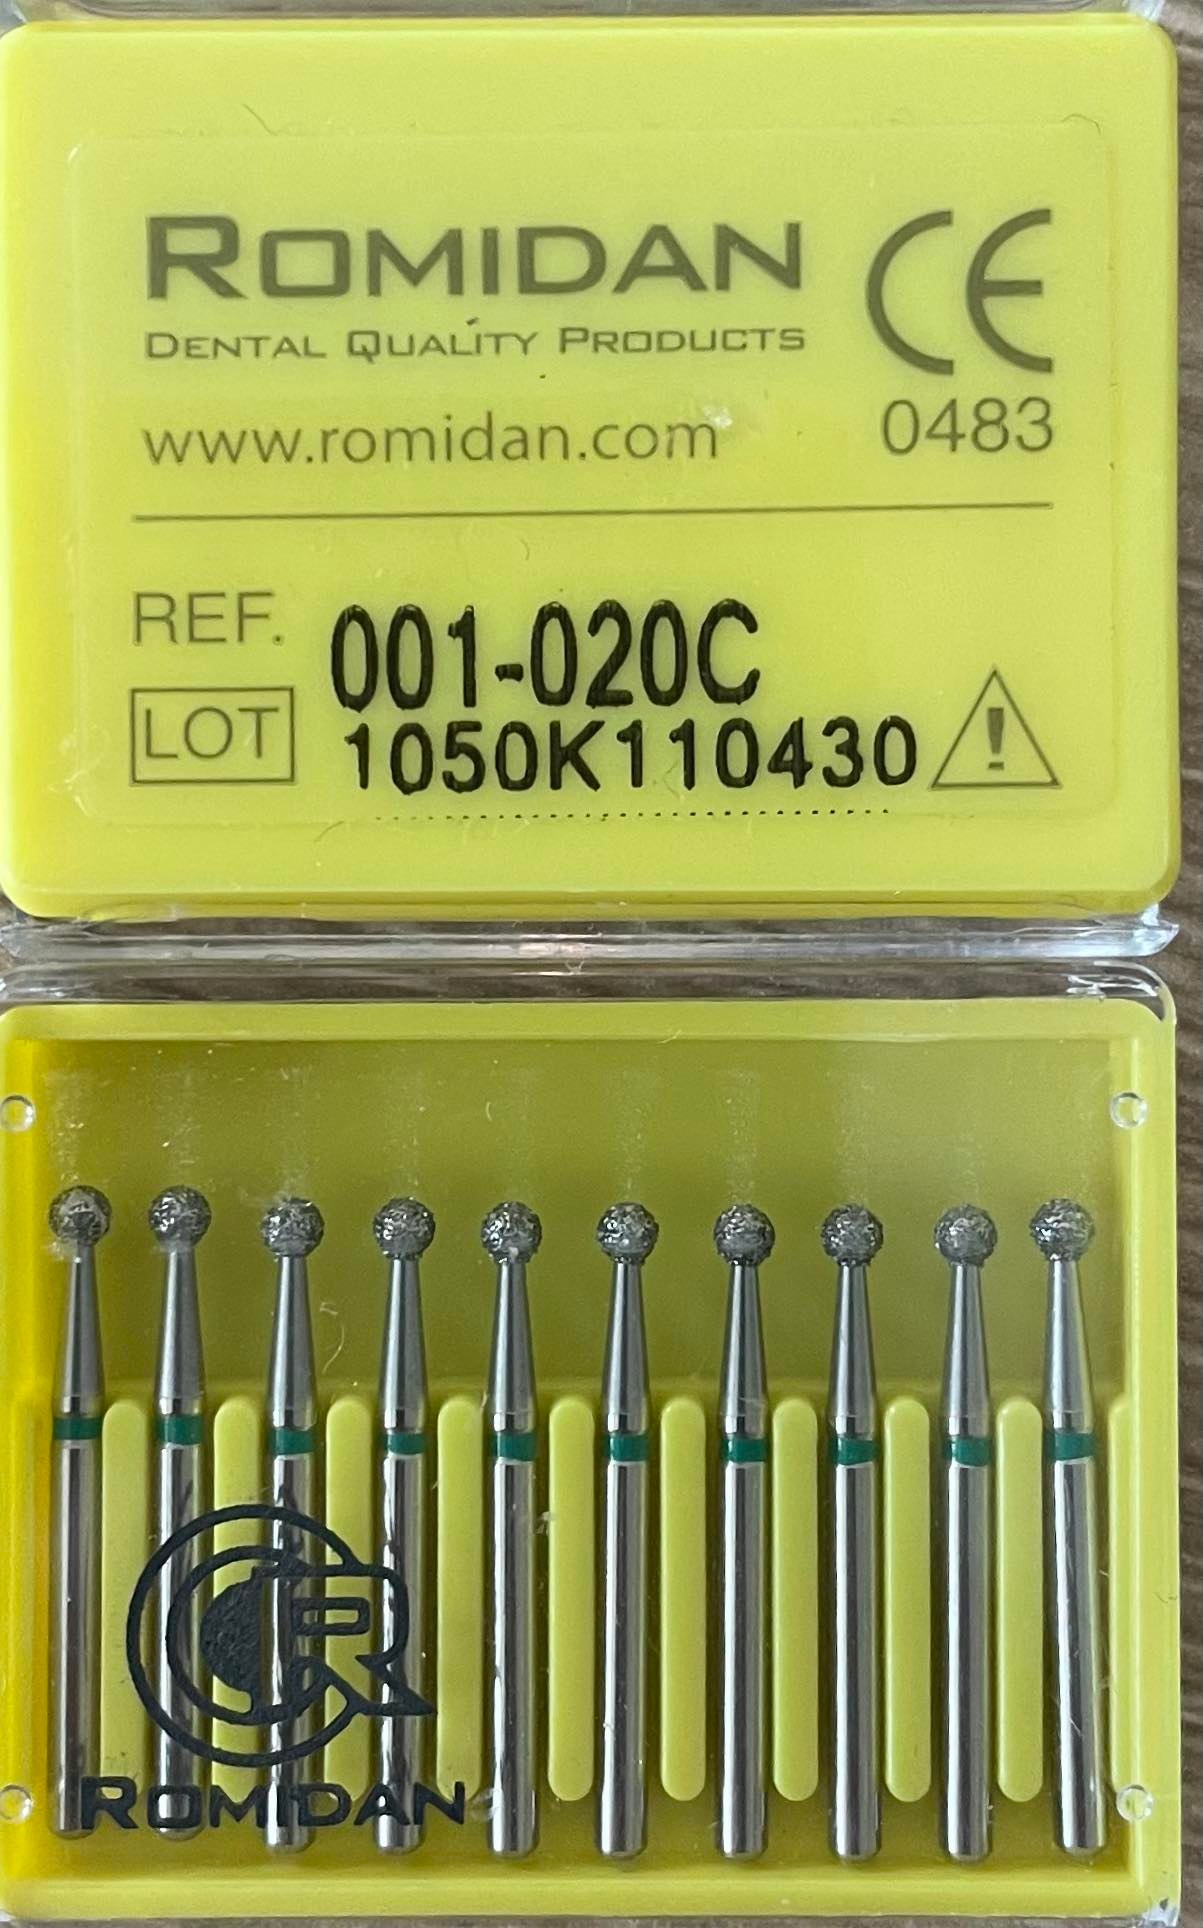 ROMIDAN
DENTAL QUALITY PRODUCTS
www.romidan.com
CE
0483
REF. 001-020C
LOT 1050K110430
!
R
ROMIDAN